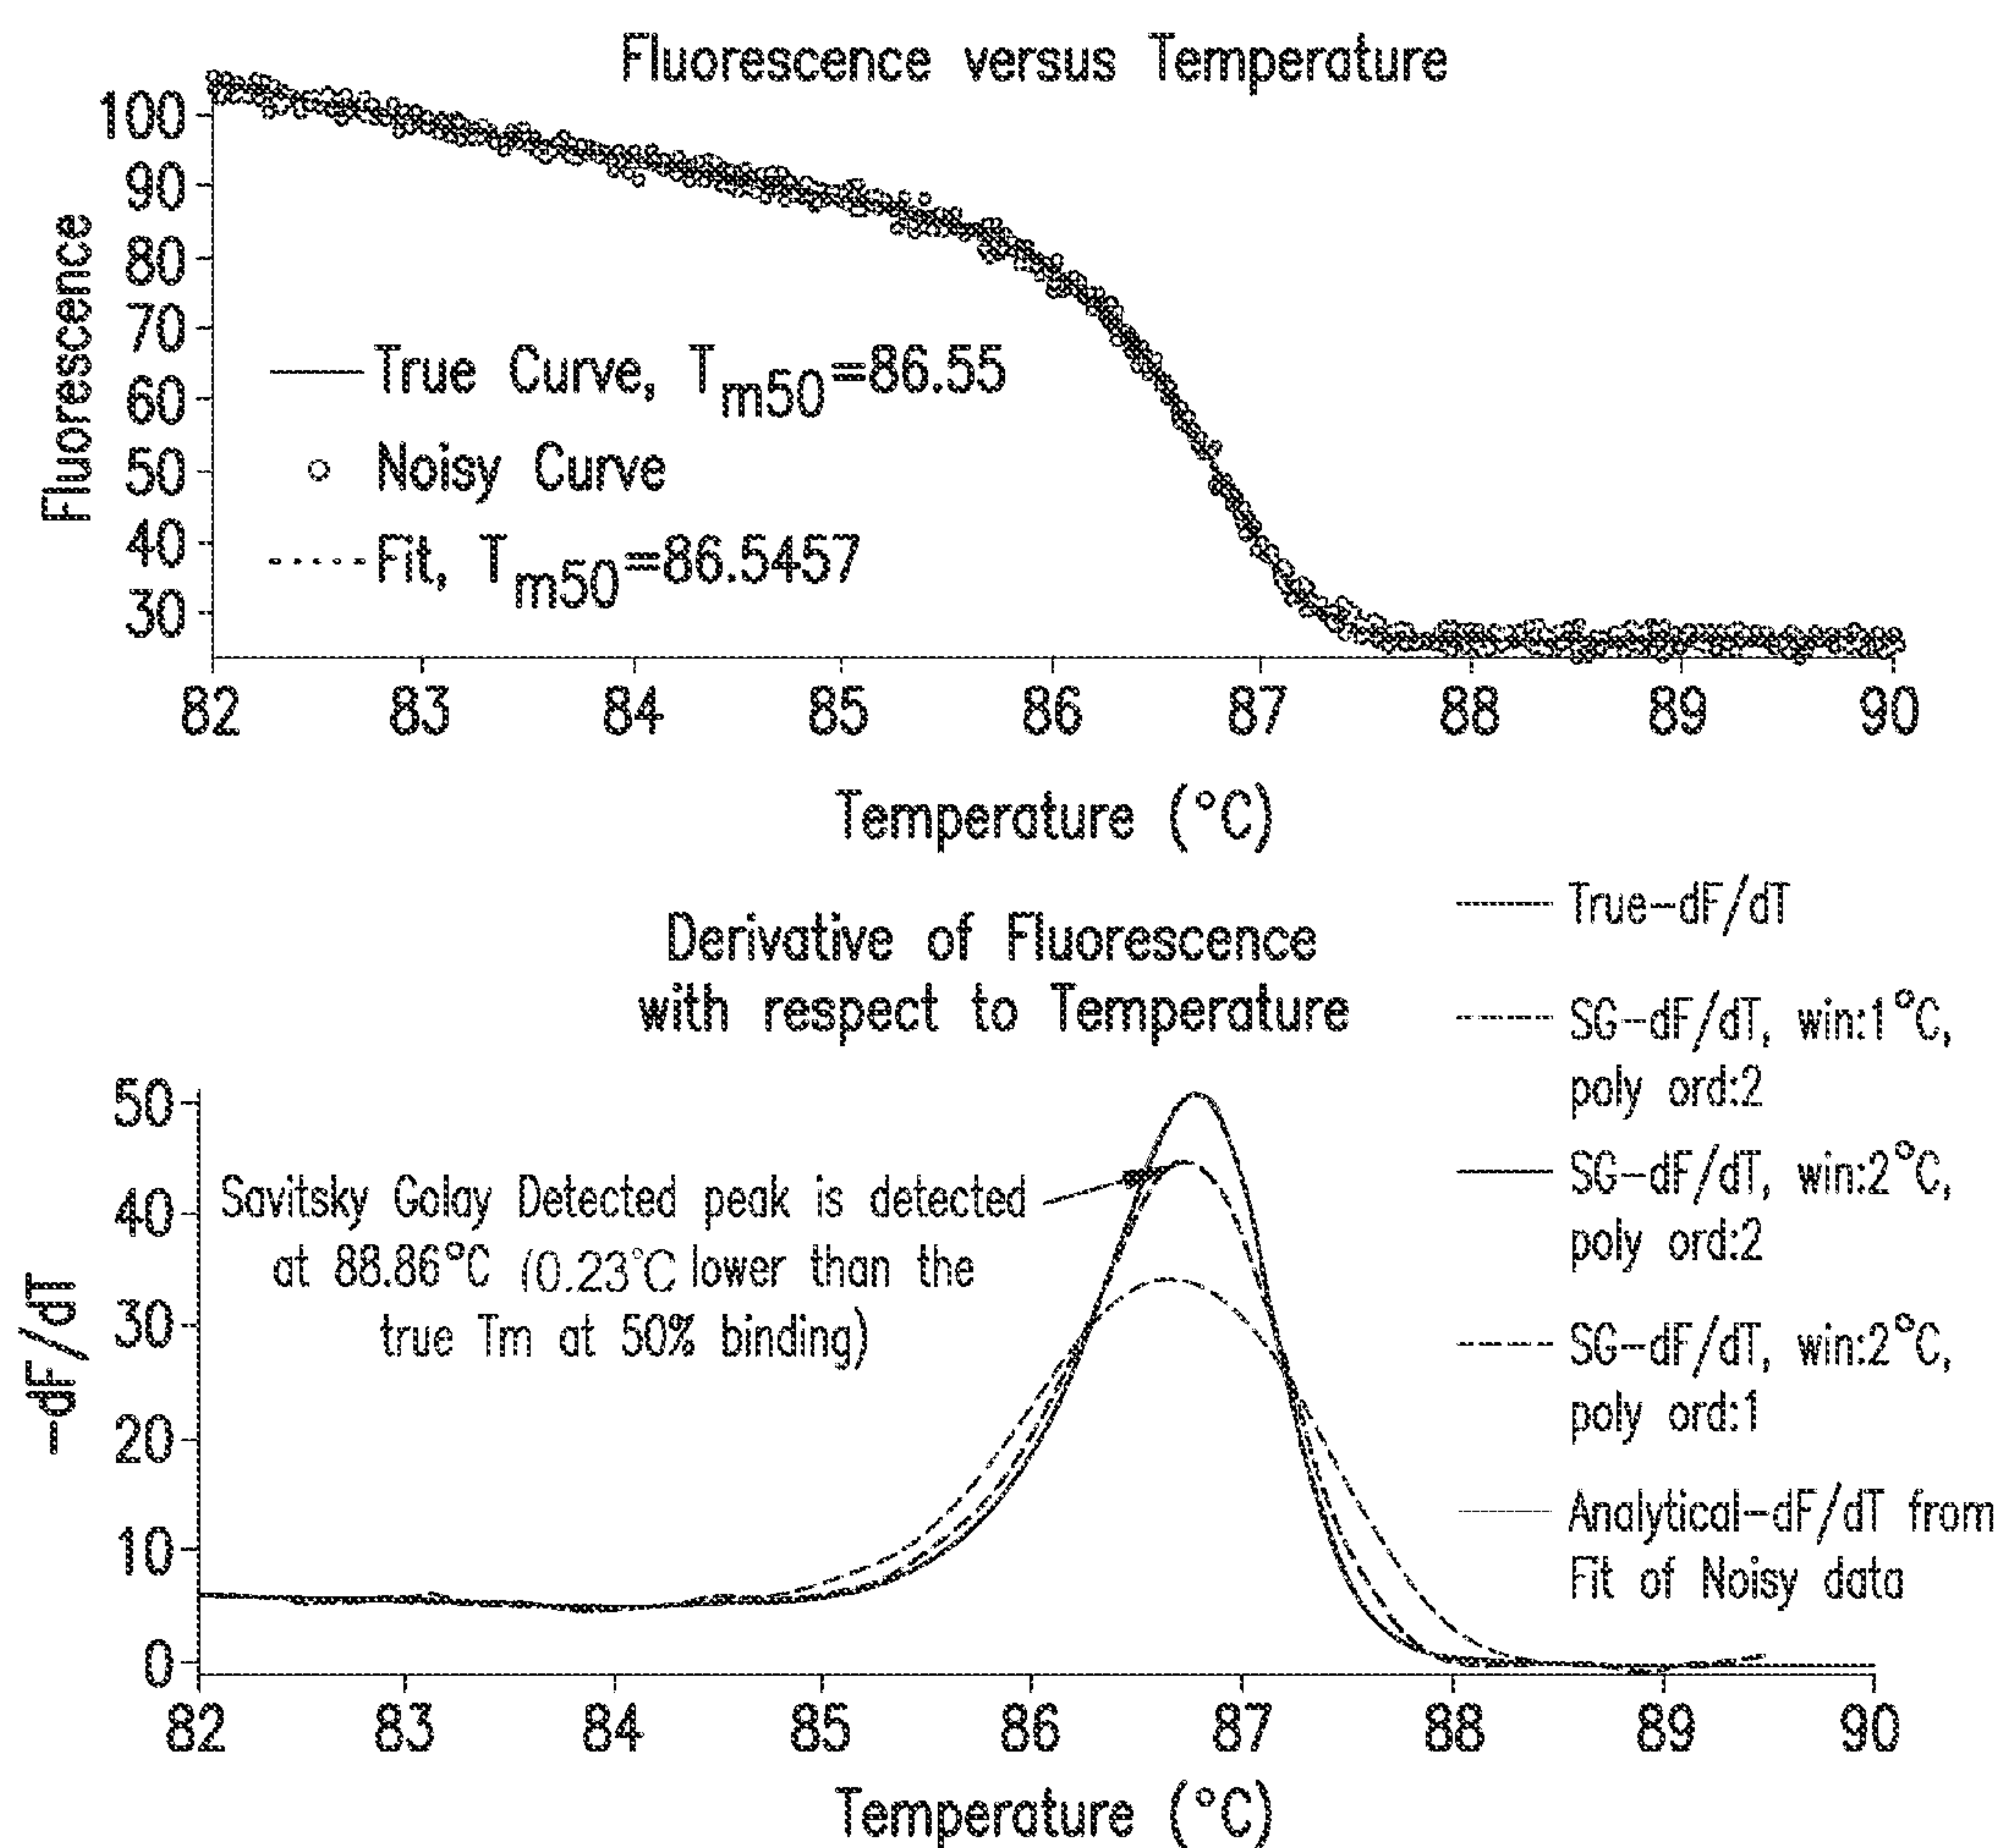 Fluorescence versus Temperature
100
90
80
70
60
50
40
30
Fluorescence
True Curve, Tm50=86.55
Noisy Curve
Fit, Tm50=86.5457
82 83 84 85 86 87 88 89 90
Temperature (°C)
Derivative of Fluorescence
with respect to Temperature
True-dF/dT
SG-dF/dT, win:1°C,
poly ord:2
SG-dF/dT, win:2°C,
poly ord:2
SG-dF/dT, win:2°C,
poly ord:1
Analytical-dF/dT from
Fit of Noisy data
50
40
30
20
10
0
-dF/dT
Savitsky Golay Detected peak is detected
at 88.86°C (0.23°C lower than the
true Tm at 50% binding)
82 83 84 85 86 87 88 89 90
Temperature (°C)